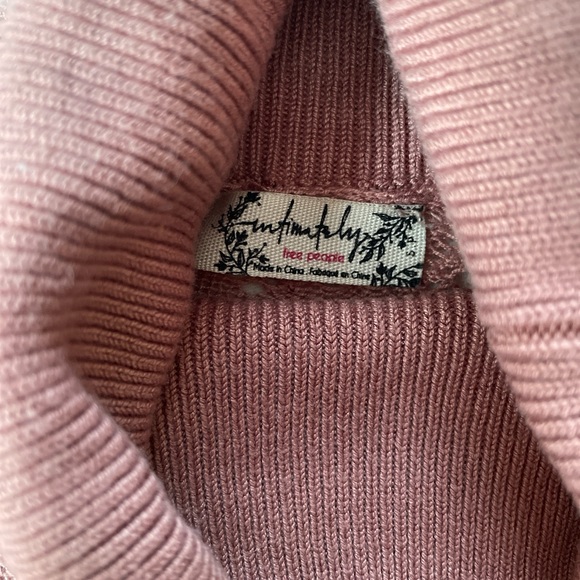 intimately
free people
Made in China Fabriqué en Chine